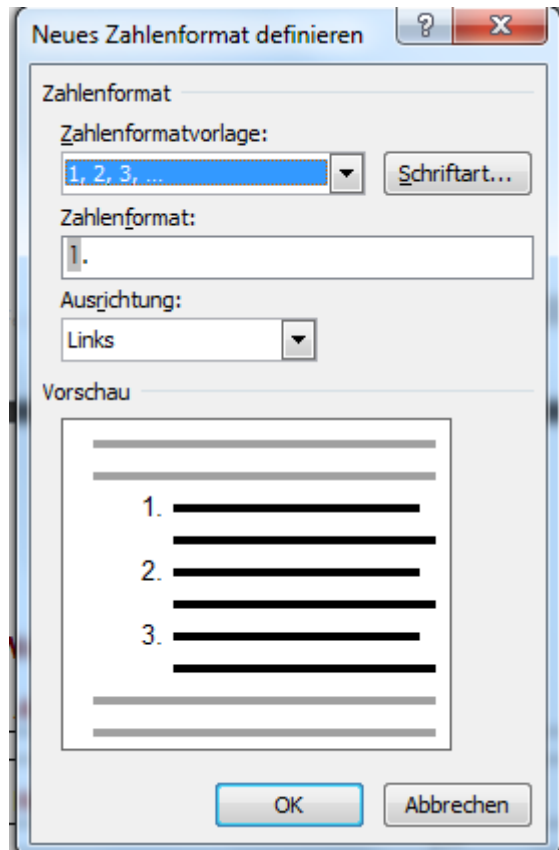 Neues Zahlenformat definieren
Zahlenformat
Zahlenformatvorlage:
1, 2, 3, ...
Schriftart...
Zahlenformat:
1.
Ausrichtung:
Links
Vorschau
1.
2.
3.
OK Abbrechen